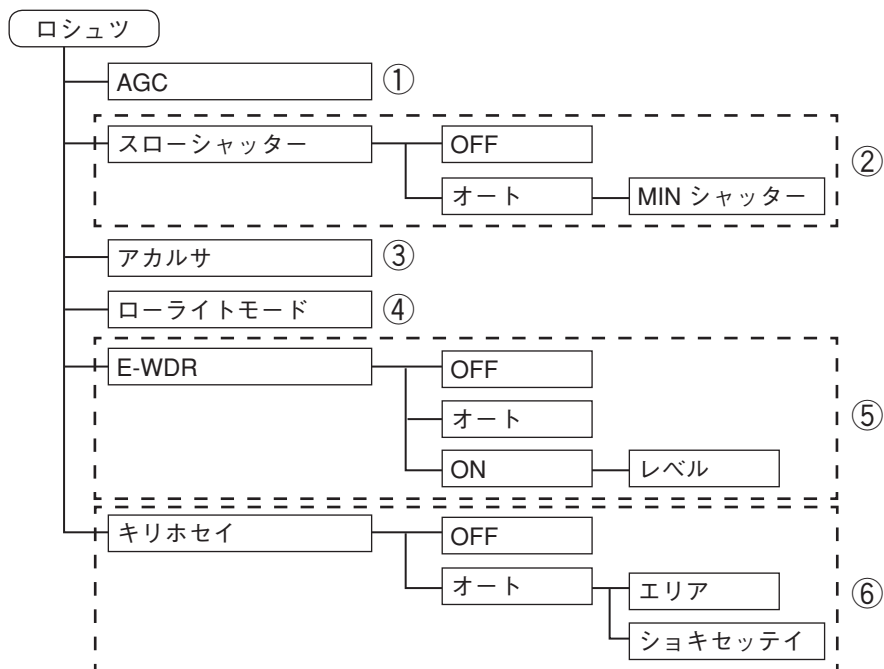 ロシュツ
AGC ①
スローシャッター OFF ②
オート MIN シャッター
アカルサ ③
ローライトモード ④
E-WDR OFF
オート ⑤
ON レベル
キリホセイ OFF
オート エリア ⑥
ショキセッテイ